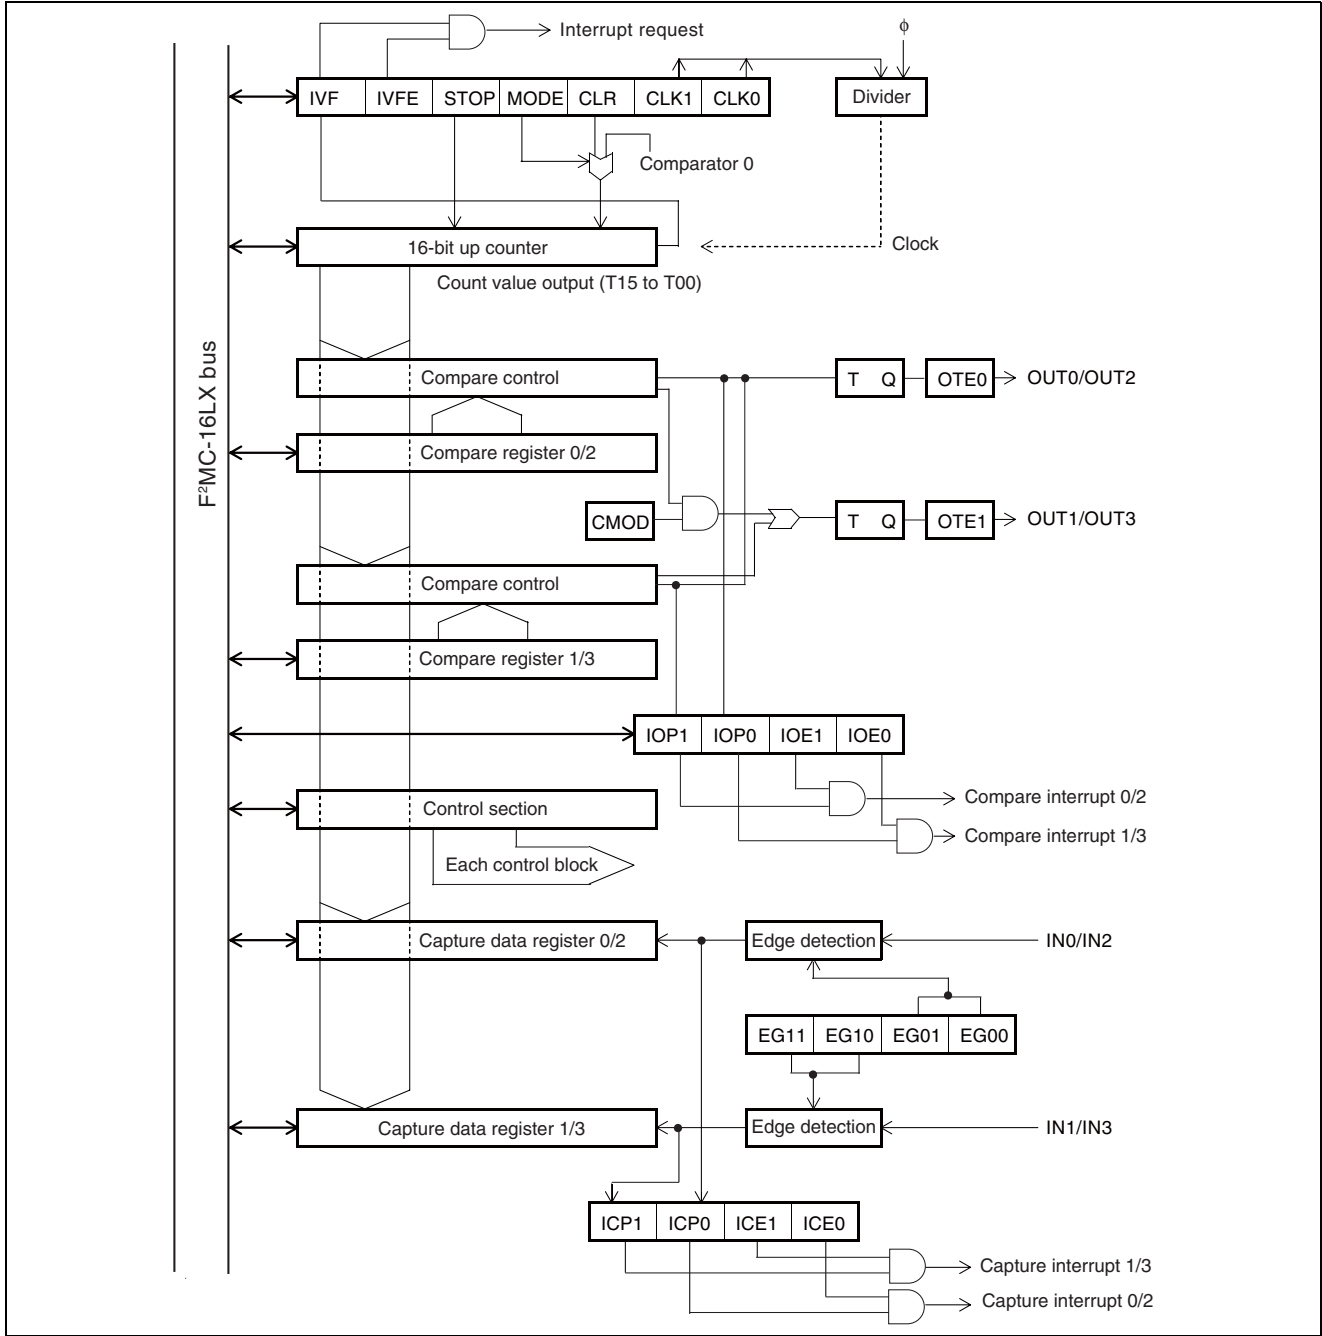 Interrupt request
ϕ
IVF IVFE STOP MODE CLR CLK1 CLK0
Divider
Comparator 0
16-bit up counter
Clock
Count value output (T15 to T00)
F²MC-16LX bus
Compare control
T Q
OTE0
OUT0/OUT2
Compare register 0/2
CMOD
T Q
OTE1
OUT1/OUT3
Compare control
Compare register 1/3
IOP1 IOP0 IOE1 IOE0
Control section
Compare interrupt 0/2
Compare interrupt 1/3
Each control block
Capture data register 0/2
Edge detection
IN0/IN2
EG11 EG10 EG01 EG00
Capture data register 1/3
Edge detection
IN1/IN3
ICP1 ICP0 ICE1 ICE0
Capture interrupt 1/3
Capture interrupt 0/2